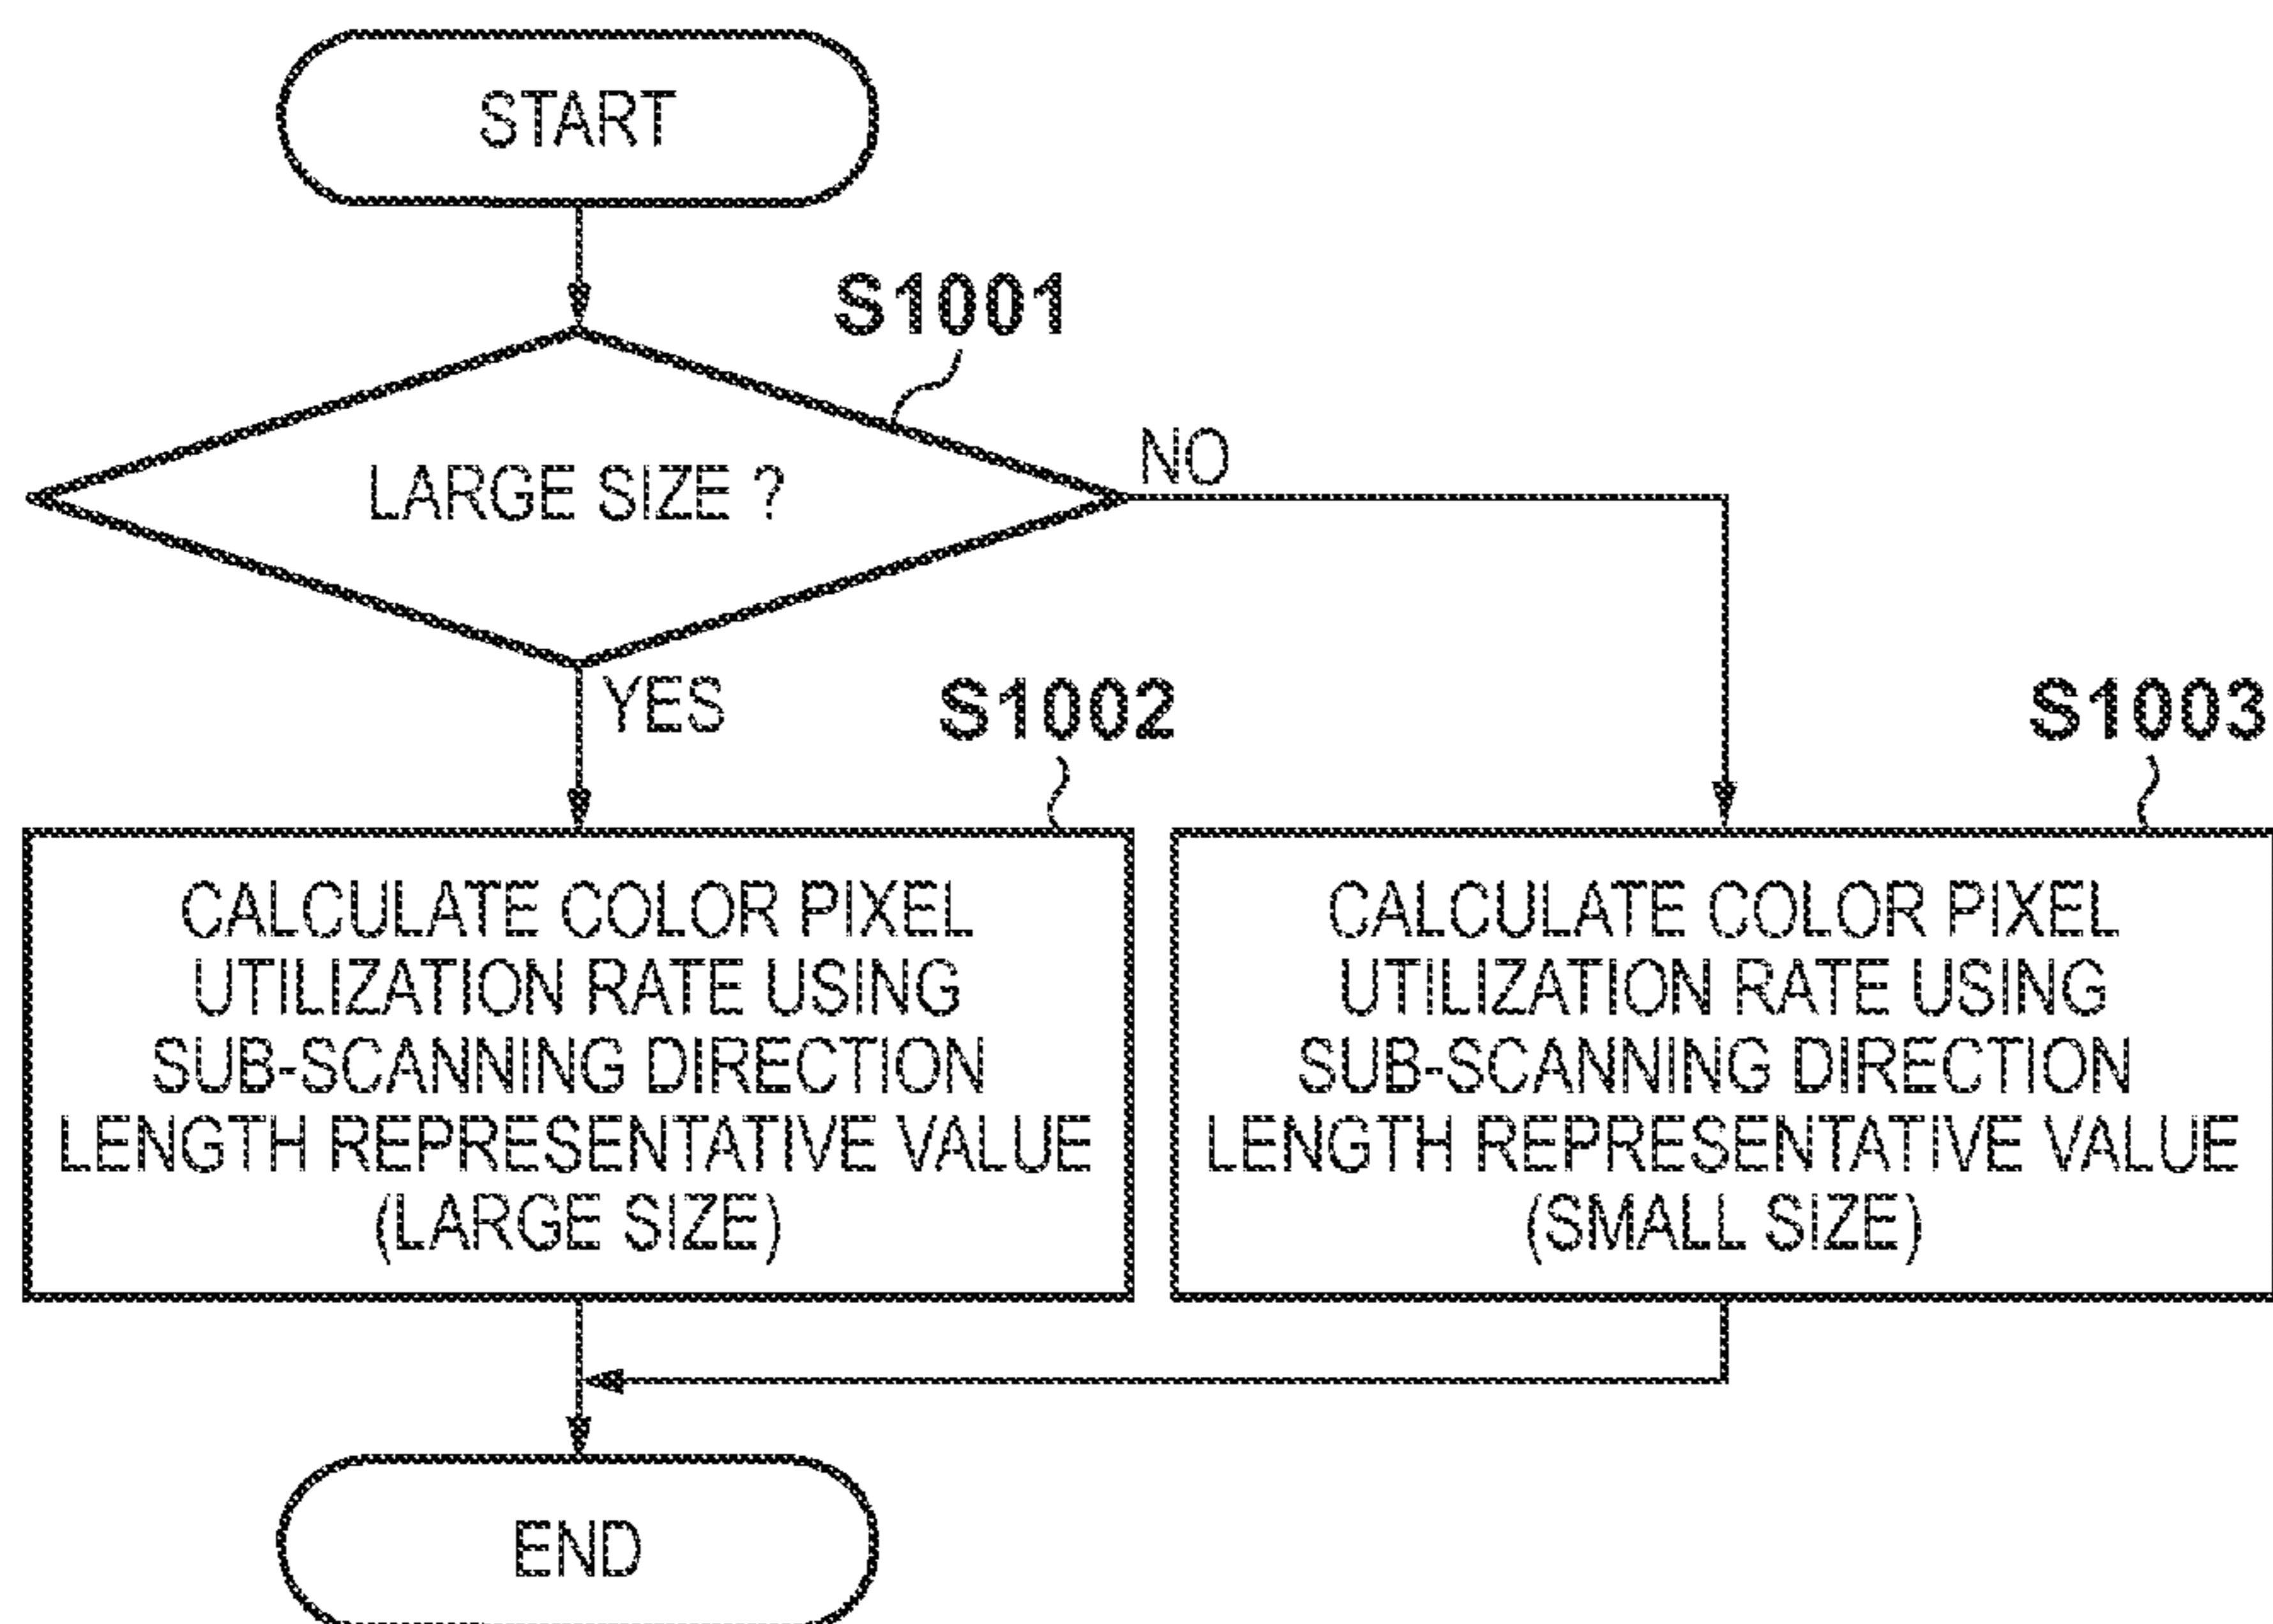 START
S1001
LARGE SIZE ?
NO
YES
S1002
CALCULATE COLOR PIXEL
UTILIZATION RATE USING
SUB-SCANNING DIRECTION
LENGTH REPRESENTATIVE VALUE
(LARGE SIZE)
S1003
CALCULATE COLOR PIXEL
UTILIZATION RATE USING
SUB-SCANNING DIRECTION
LENGTH REPRESENTATIVE VALUE
(SMALL SIZE)
END